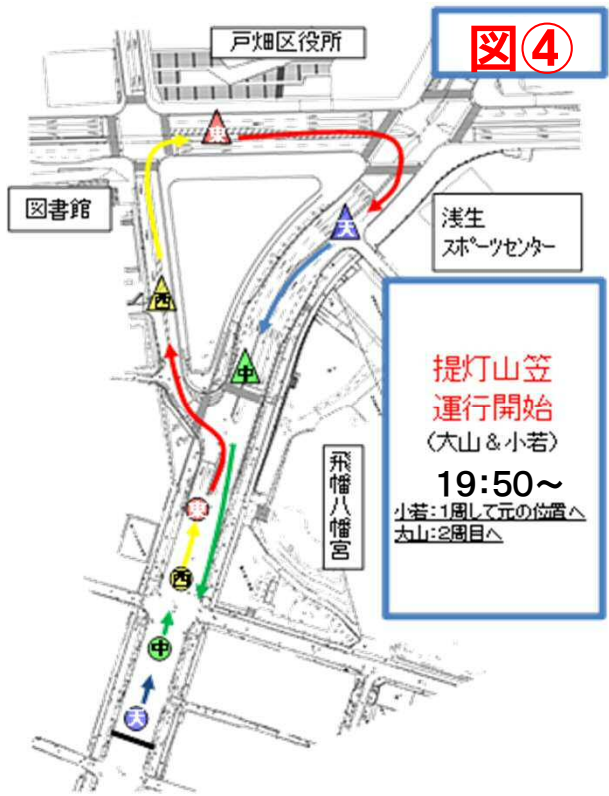 戸畑区役所
図④
東
図書館
天
浅生
スポーツセンター
西
中
提灯山笠
運行開始
(大山&小若)
19:50～
小若:1周して元の位置へ
大山:2周目へ
飛幡八幡宮
東
西
中
天